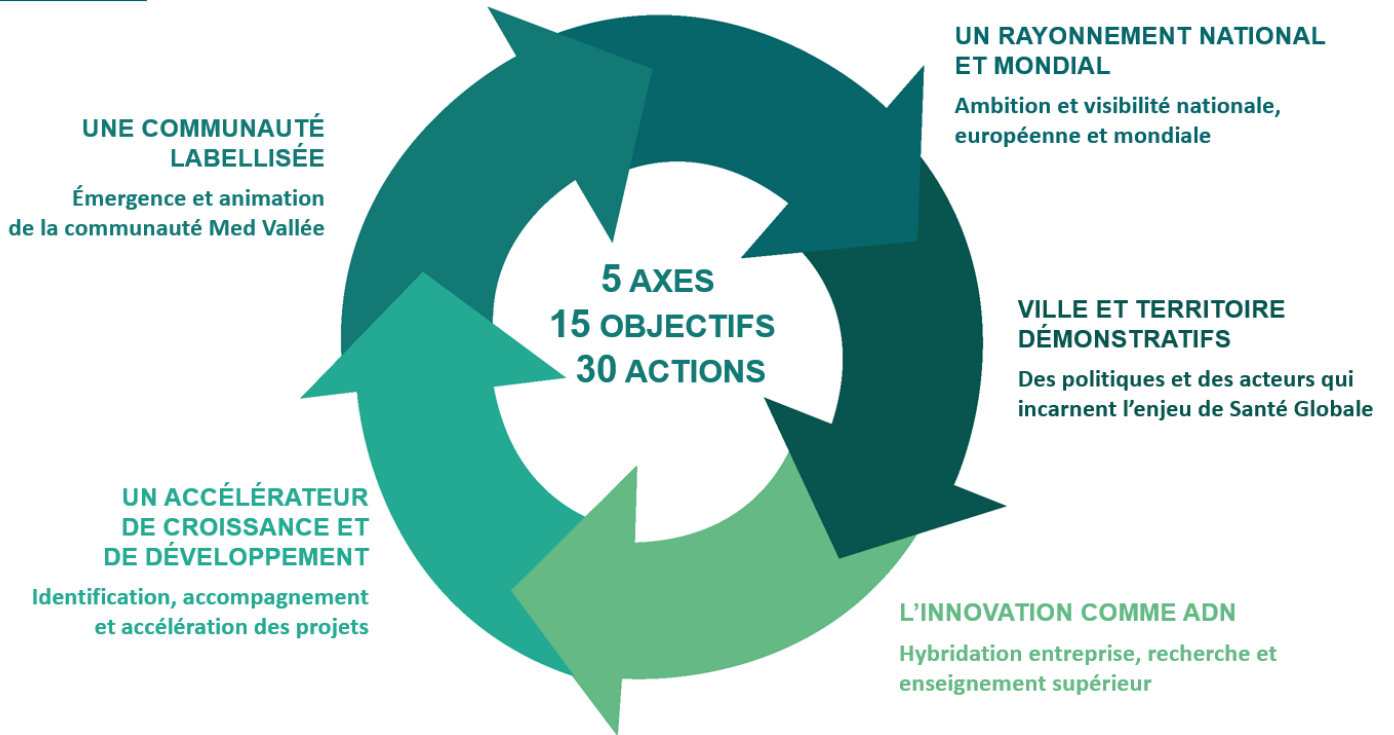 UN RAYONNEMENT NATIONAL
ET MONDIAL
Ambition et visibilité nationale,
européenne et mondiale
UNE COMMUNAUTÉ
LABELLISÉE
Émergence et animation
de la communauté Med Vallée
5 AXES
15 OBJECTIFS
30 ACTIONS
VILLE ET TERRITOIRE
DÉMONSTRATIFS
Des politiques et des acteurs qui
incarnent l’enjeu de Santé Globale
UN ACCÉLÉRATEUR
DE CROISSANCE ET
DE DÉVELOPPEMENT
Identification, accompagnement
et accélération des projets
L’INNOVATION COMME ADN
Hybridation entreprise, recherche et
enseignement supérieur